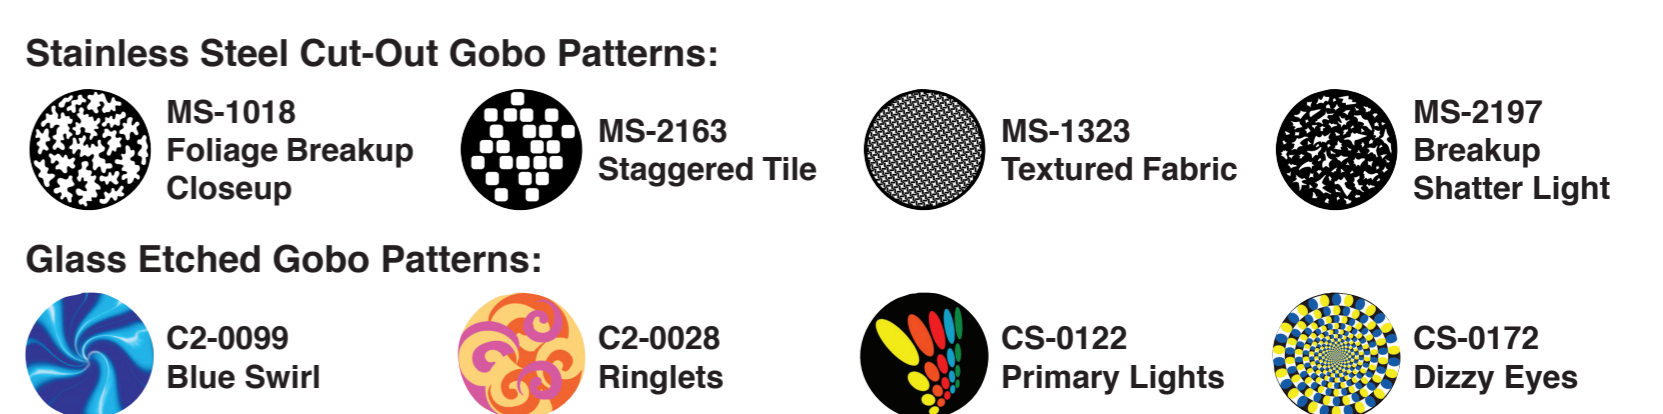 Stainless Steel Cut-Out Gobo Patterns:
MS-1018
Foliage Breakup
Closeup
MS-2163
Staggered Tile
MS-1323
Textured Fabric
MS-2197
Breakup
Shatter Light
Glass Etched Gobo Patterns:
C2-0099
Blue Swirl
C2-0028
Ringlets
CS-0122
Primary Lights
CS-0172
Dizzy Eyes